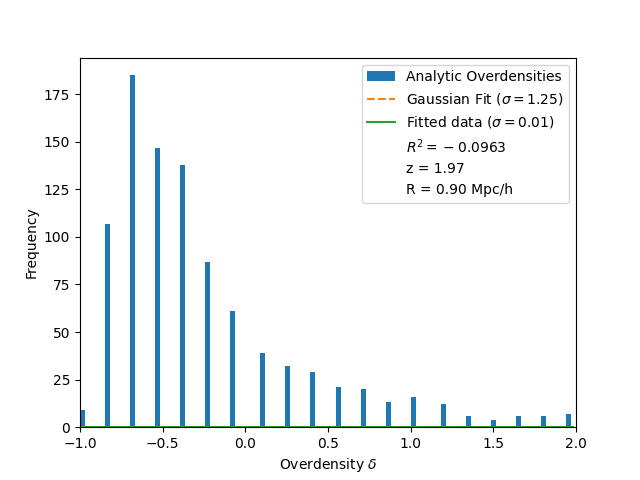 Analytic Overdensities
Gaussian Fit (σ = 1.25)
Fitted data (σ = 0.01)
R² = −0.0963
z = 1.97
R = 0.90 Mpc/h
Frequency
175
150
125
100
75
50
25
0
−1.0 −0.5 0.0 0.5 1.0 1.5 2.0
Overdensity δ